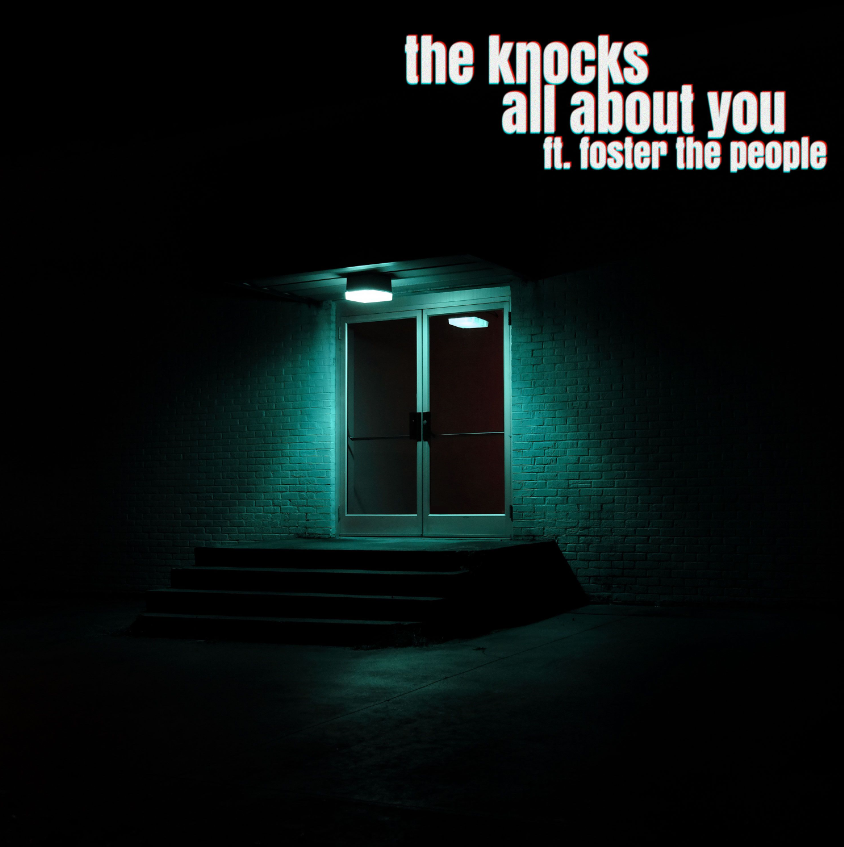 the knocks
all about you
ft. foster the people